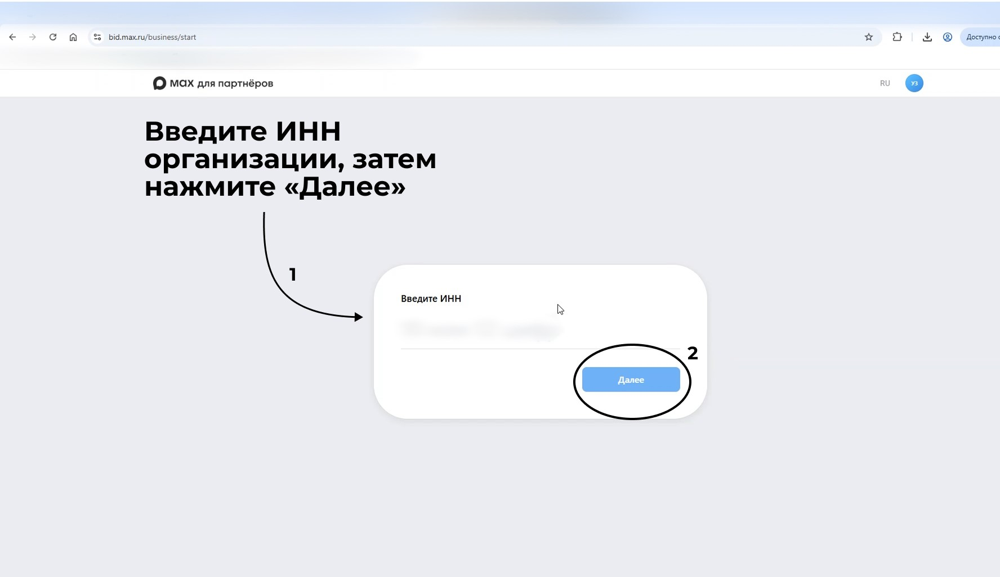 bid.max.ru/business/start
Доступно
max для партнёров
RU
УЗ
Введите ИНН
организации, затем
нажмите «Далее»
1
Введите ИНН
2
Далее